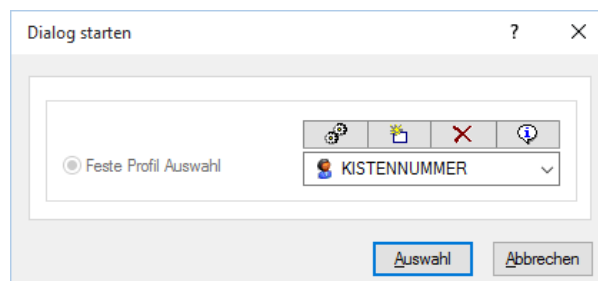 Dialog starten ?
Feste Profil Auswahl
KISTENNUMMER
Auswahl Abbrechen